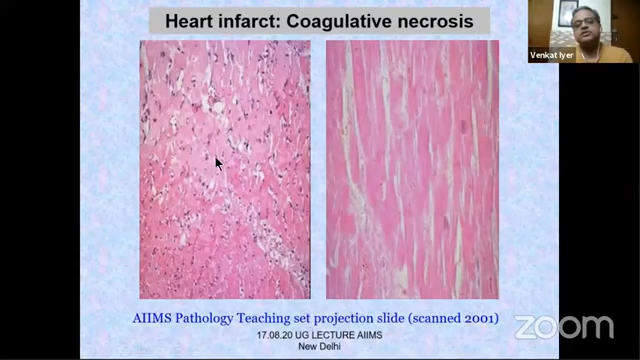 Heart infarct: Coagulative necrosis
Venkat Iyer
AIIMS Pathology Teaching set projection slide (scanned 2001)
17.08.20 UG LECTURE AIIMS
New Delhi
zoom